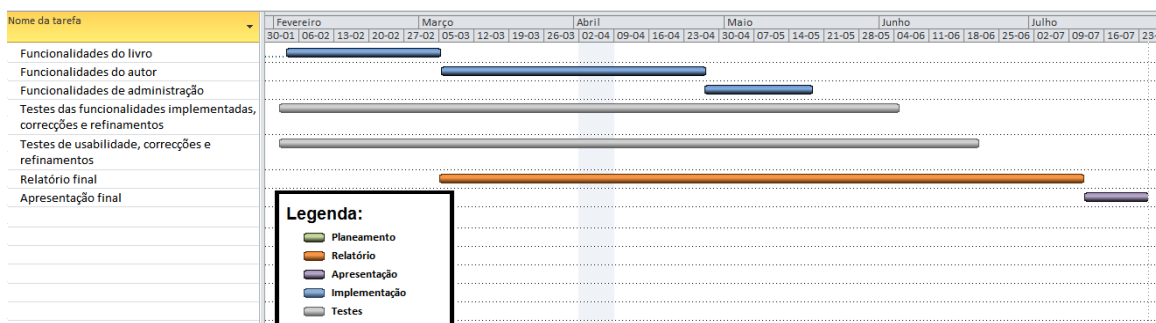 Nome da tarefa
Fevereiro Março Abril Maio Junho Julho
30-01 06-02 13-02 20-02 27-02 05-03 12-03 19-03 26-03 02-04 09-04 16-04 23-04 30-04 07-05 14-05 21-05 28-05 04-06 11-06 18-06 25-06 02-07 09-07 16-07 23-
Funcionalidades do livro
Funcionalidades do autor
Funcionalidades de administração
Testes das funcionalidades implementadas,
correcções e refinamentos
Testes de usabilidade, correcções e
refinamentos
Relatório final
Apresentação final
Legenda:
Planeamento
Relatório
Apresentação
Implementação
Testes